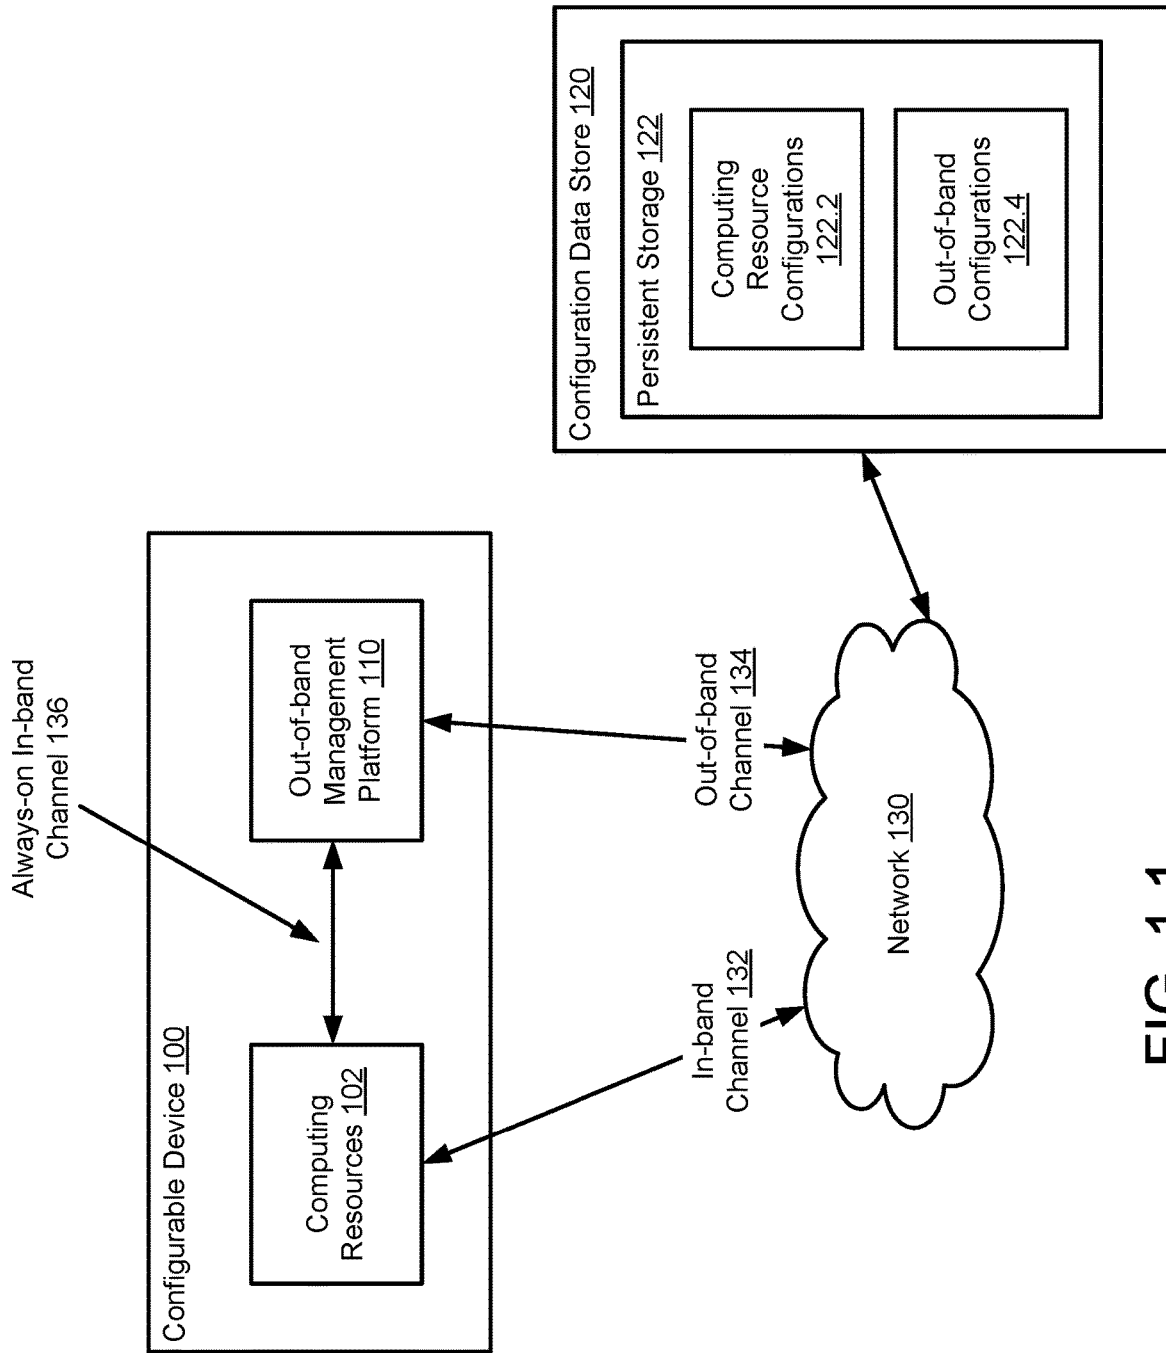 Always-on In-band
Channel 136
Configurable Device 100
Computing
Resources 102
Out-of-band
Management
Platform 110
In-band
Channel 132
Out-of-band
Channel 134
Network 130
Configuration Data Store 120
Persistent Storage 122
Computing
Resource
Configurations
122.2
Out-of-band
Configurations
122.4
FIG. 1.1